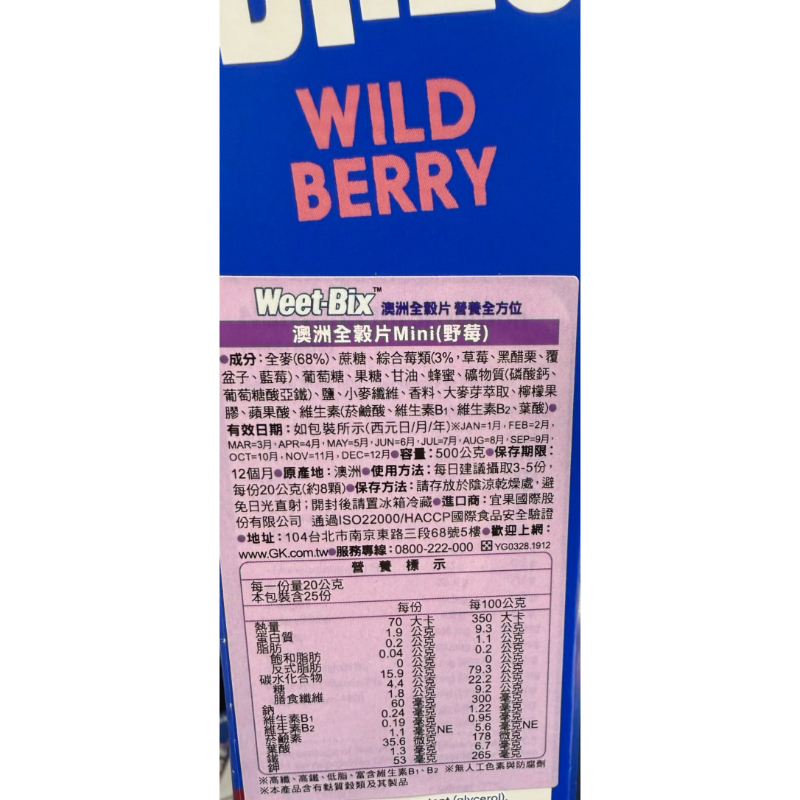 WILD
BERRY
Weet-Bix™ 澳洲全穀片 營養全方位
澳洲全穀片Mini(野莓)
●成分:全麥(68%)、蔗糖、綜合莓類(3%,草莓、黑醋栗、覆
盆子、藍莓)、葡萄糖、果糖、甘油、蜂蜜、礦物質(磷酸鈣、
葡萄糖酸亞鐵)、鹽、小麥纖維、香料、大麥芽萃取、檸檬果
膠、蘋果酸、維生素(菸鹼酸、維生素B1、維生素B2、葉酸)●
有效日期:如包裝所示(西元日/月/年)※JAN=1月, FEB=2月,
MAR=3月, APR=4月, MAY=5月, JUN=6月, JUL=7月, AUG=8月, SEP=9月,
OCT=10月, NOV=11月, DEC=12月●容量:500公克●保存期限:
12個月●原產地:澳洲●使用方法:每日建議攝取3-5份,
每份20公克(約8顆)●保存方法:請存放於陰涼乾燥處,避
免日光直射;開封後請置冰箱冷藏●進口商:宜果國際股
份有限公司 通過ISO22000/HACCP國際食品安全驗證
●地址:104台北市南京東路三段68號5樓●歡迎上網:
www.GK.com.tw●服務專線:0800-222-000 YG0328.1912
營養標示
每一份量20公克
本包裝含25份
每份 每100公克
熱量 70 大卡 350 大卡
蛋白質 1.9 公克 9.3 公克
脂肪 0.2 公克 1.1 公克
飽和脂肪 0.04 公克 0.2 公克
反式脂肪 0 公克 0 公克
碳水化合物 15.9 公克 79.3 公克
糖 4.4 公克 22.2 公克
膳食纖維 1.8 公克 9.2 公克
鈉 60 毫克 300 毫克
維生素B1 0.24 毫克 1.22 毫克
維生素B2 0.19 毫克 0.95 毫克
菸鹼素 1.1 毫克NE 5.6 毫克NE
葉酸 35.6 微克 178 微克
鐵 1.3 毫克 6.7 毫克
鉀 53 毫克 265 毫克
※高纖、高鐵、低脂、富含維生素B1、B2 ※無人工色素與防腐劑
※本產品含有麩質穀類及其製品
(glycerol),